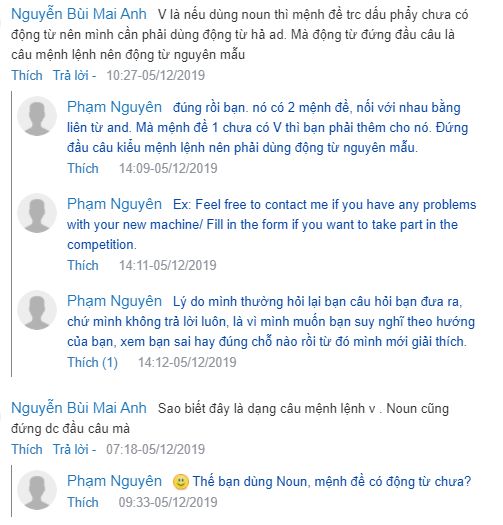 Nguyễn Bùi Mai Anh V là nếu dùng noun thì mệnh đề trc dấu phẩy chưa có
động từ nên mình cần phải dùng động từ hả ad. Mà động từ đứng đầu câu là
câu mệnh lệnh nên động từ nguyên mẫu
Thích Trả lời - 10:27-05/12/2019
Phạm Nguyên đúng rồi bạn. nó có 2 mệnh đề, nối với nhau bằng
liên từ and. Mà mệnh đề 1 chưa có V thì bạn phải thêm cho nó. Đứng
đầu câu kiểu mệnh lệnh nên phải dùng động từ nguyên mẫu.
Thích 14:09-05/12/2019
Phạm Nguyên Ex: Feel free to contact me if you have any problems
with your new machine/ Fill in the form if you want to take part in the
competition.
Thích 14:11-05/12/2019
Phạm Nguyên Lý do mình thường hỏi lại bạn câu hỏi bạn đưa ra,
chứ mình không trả lời luôn, là vì mình muốn bạn suy nghĩ theo hướng
của bạn, xem bạn sai hay đúng chỗ nào rồi từ đó mình mới giải thích.
Thích (1) 14:12-05/12/2019
Nguyễn Bùi Mai Anh Sao biết đây là dạng câu mệnh lệnh v . Noun cũng
đứng dc đầu câu mà
Thích Trả lời - 07:18-05/12/2019
Phạm Nguyên 🙂 Thế bạn dùng Noun, mệnh đề có động từ chưa?
Thích 09:33-05/12/2019